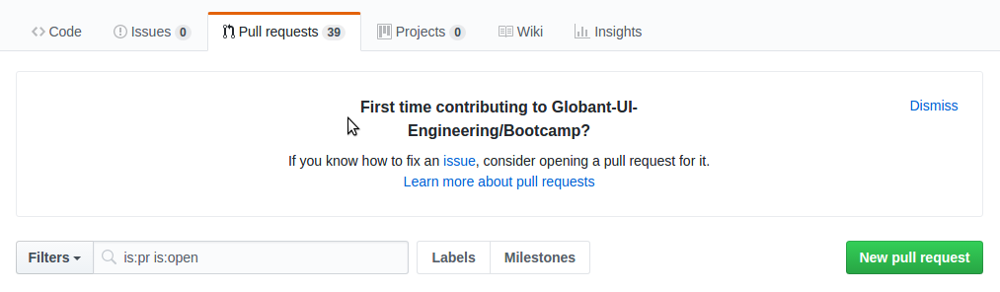 Code Issues 0 Pull requests 39 Projects 0 Wiki Insights
First time contributing to Globant-UI-
Engineering/Bootcamp?
Dismiss
If you know how to fix an issue, consider opening a pull request for it.
Learn more about pull requests
Filters is:pr is:open Labels Milestones New pull request